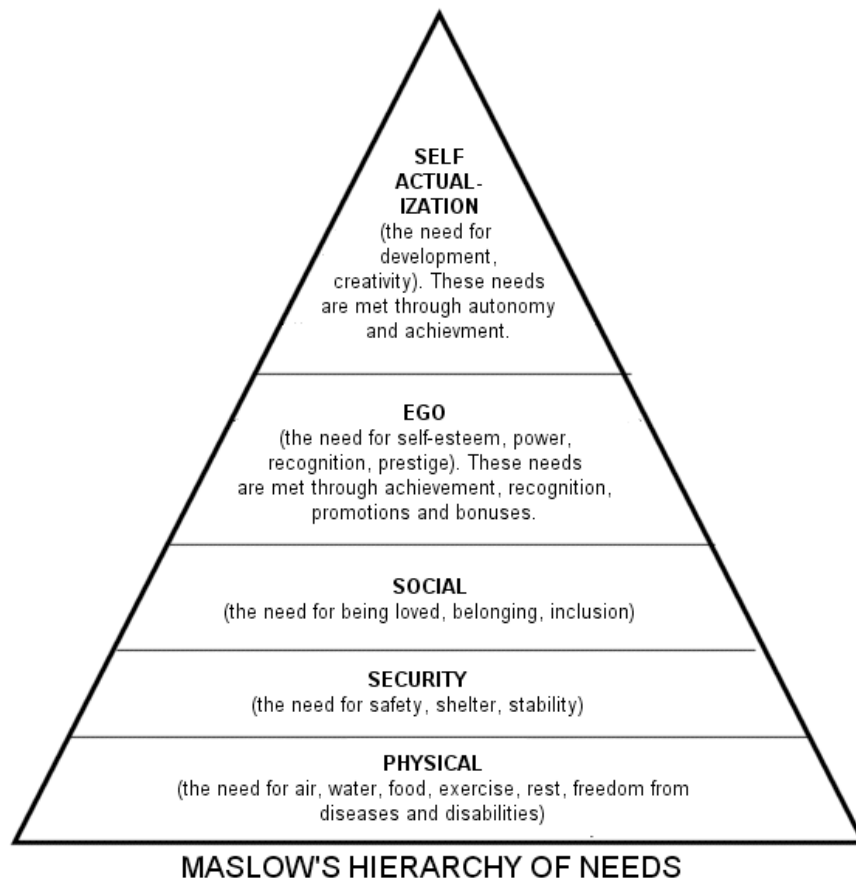 SELF
ACTUAL-
IZATION
(the need for
development,
creativity). These needs
are met through autonomy
and achievment.
EGO
(the need for self-esteem, power,
recognition, prestige). These needs
are met through achievement, recognition,
promotions and bonuses.
SOCIAL
(the need for being loved, belonging, inclusion)
SECURITY
(the need for safety, shelter, stability)
PHYSICAL
(the need for air, water, food, exercise, rest, freedom from
diseases and disabilities)
MASLOW'S HIERARCHY OF NEEDS